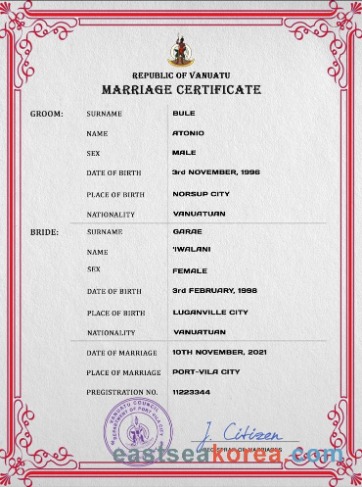 REPUBLIC OF VANUATU
MARRIAGE CERTIFICATE
GROOM: SURNAME BULE
NAME ATONIO
SEX MALE
DATE OF BIRTH 3rd NOVEMBER, 1996
PLACE OF BIRTH NORSUP CITY
NATIONALITY VANUATUAN
BRIDE: SURNAME GARAE
NAME 'IWALANI
SEX FEMALE
DATE OF BIRTH 3rd FEBRUARY, 1998
PLACE OF BIRTH LUGANVILLE CITY
NATIONALITY VANUATUAN
DATE OF MARRIAGE 10TH NOVEMBER, 2021
PLACE OF MARRIAGE PORT-VILA CITY
PREGISTRATION NO. 11223344
VANUATU COUNCIL
DEPARTMENT OF PORT VILA CITY
J. Citizen
eastseakorea.com